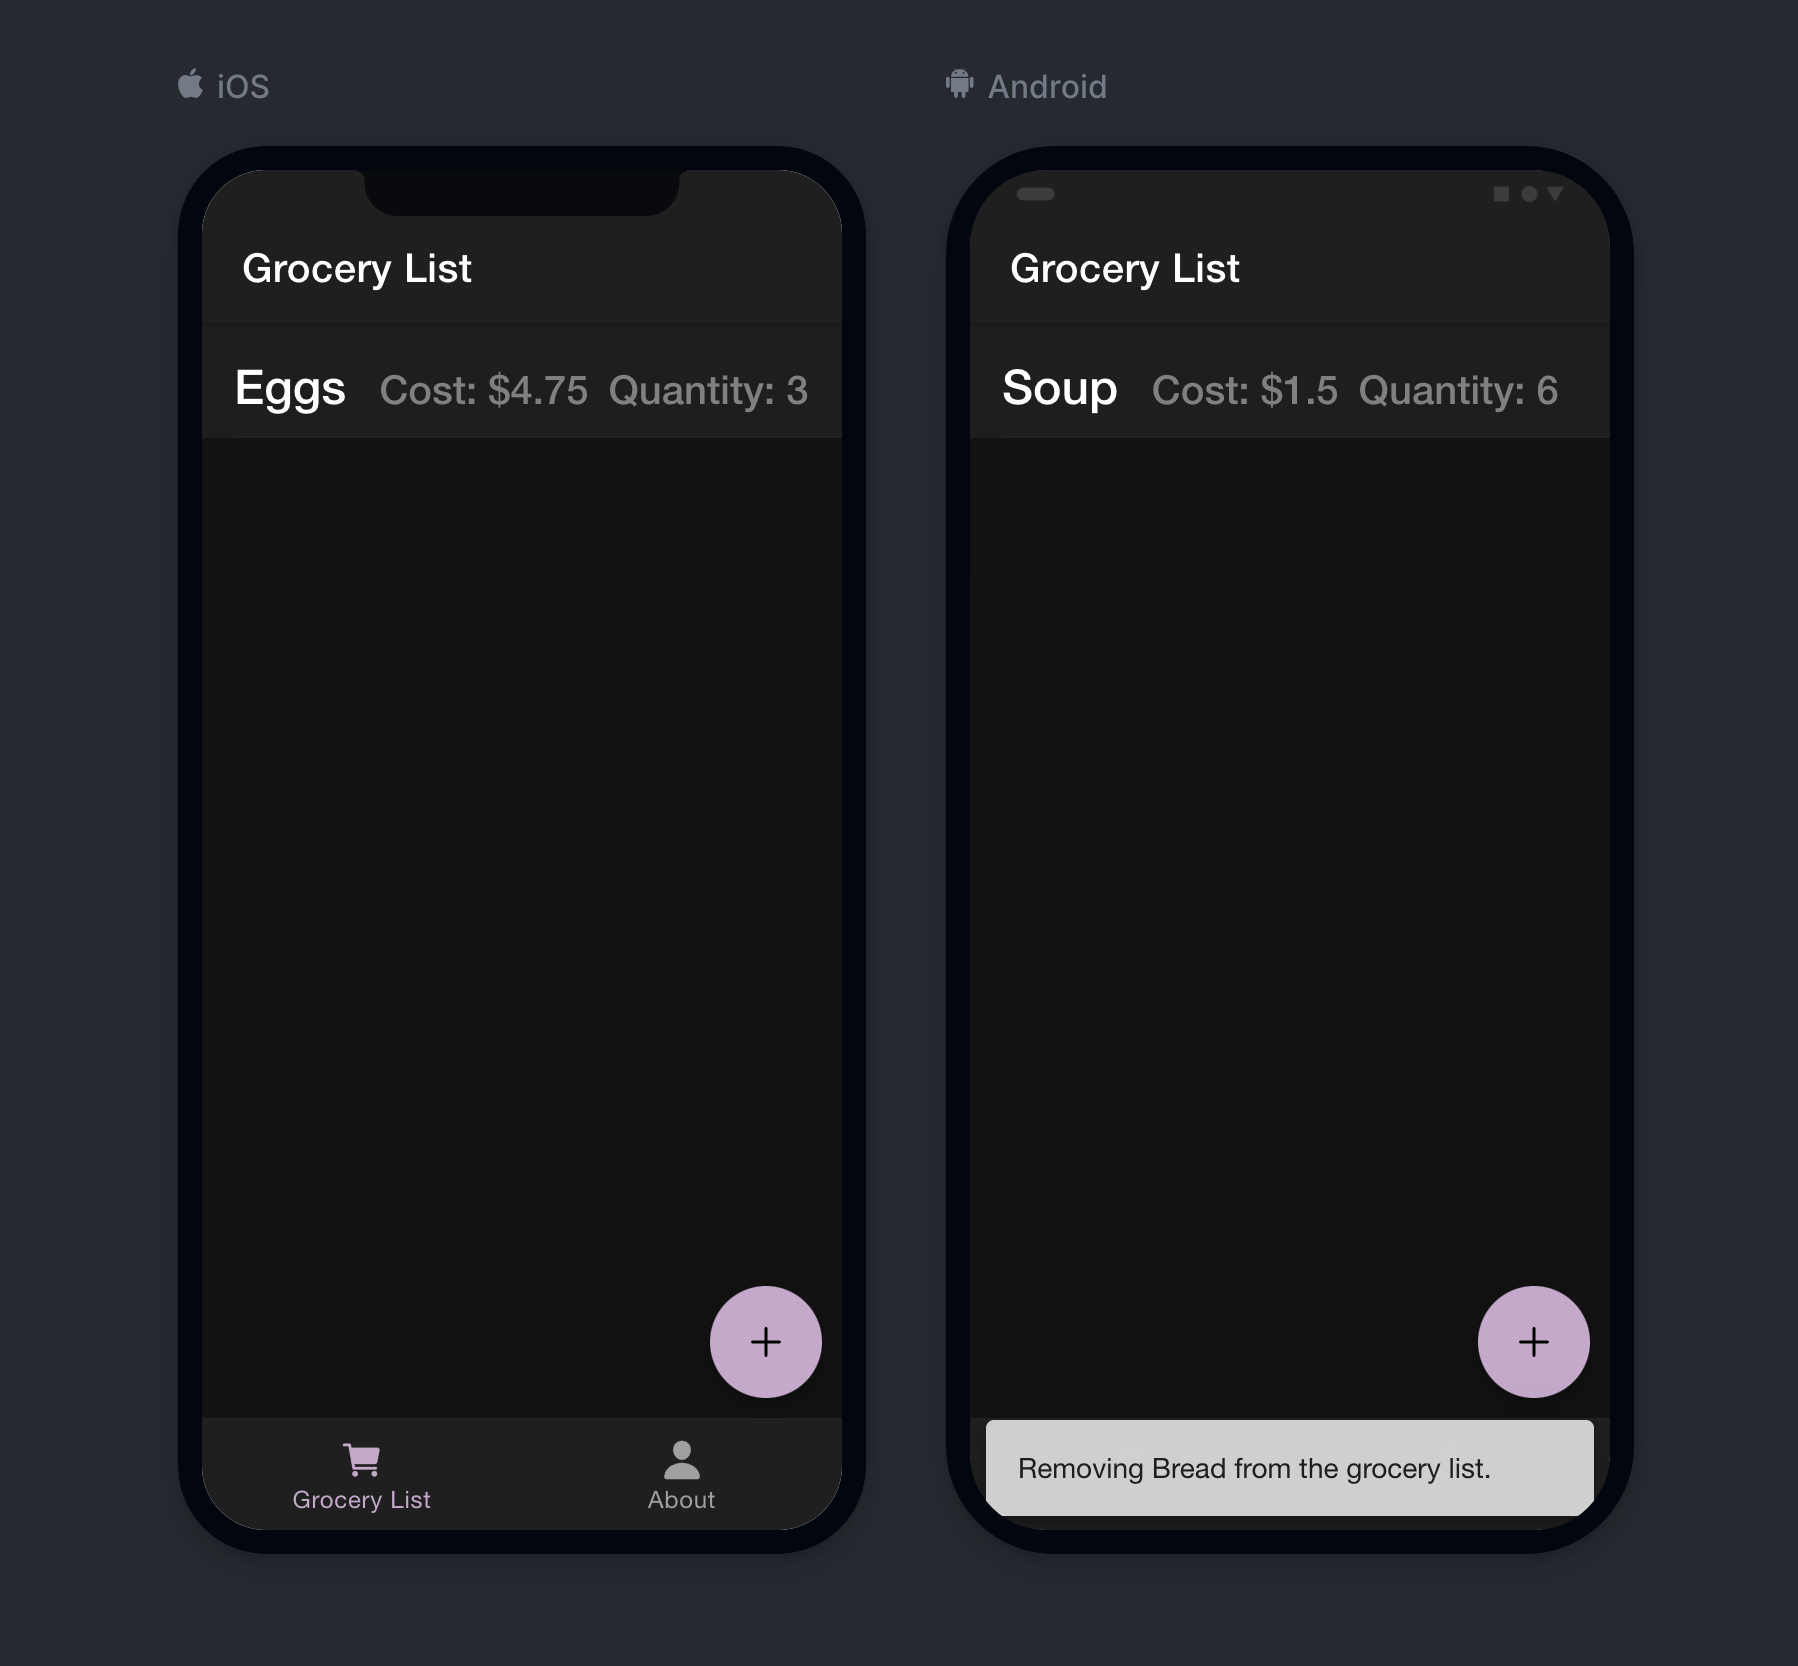 iOS
Grocery List
Eggs Cost: $4.75 Quantity: 3
Grocery List
About
Android
Grocery List
Soup Cost: $1.5 Quantity: 6
Removing Bread from the grocery list.